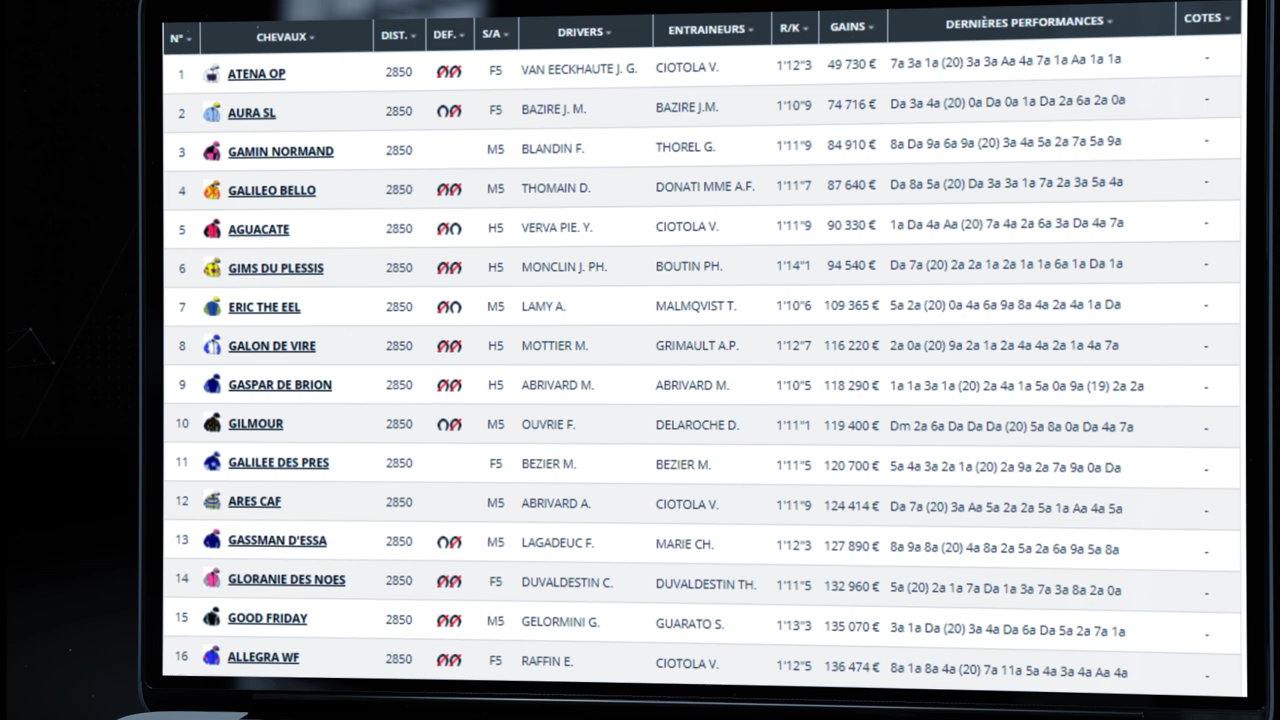 N° CHEVAUX DIST. DEF. S/A DRIVERS ENTRAINEURS R/K GAINS DERNIÈRES PERFORMANCES COTES
1 ATENA OP 2850 F5 VAN EECKHAUTE J. G. CIOTOLA V. 1'12"3 49 730 € 7a 3a 1a (20) 3a 3a Aa 4a 7a 1a Aa 1a 1a -
2 AURA SL 2850 F5 BAZIRE J. M. BAZIRE J.M. 1'10"9 74 716 € Da 3a 4a (20) 0a Da 0a 1a Da 2a 6a 2a 0a -
3 GAMIN NORMAND 2850 M5 BLANDIN F. THOREL G. 1'11"9 84 910 € 8a Da 9a 6a 9a (20) 3a 4a 5a 2a 7a 5a 9a -
4 GALILEO BELLO 2850 M5 THOMAIN D. DONATI MME A.F. 1'11"7 87 640 € Da 8a 5a (20) Da 3a 3a 1a 7a 2a 3a 5a 4a -
5 AGUACATE 2850 H5 VERVA PIE. Y. CIOTOLA V. 1'11"9 90 330 € 1a Da 4a Aa (20) 7a 4a 2a 6a 3a Da 4a 7a -
6 GIMS DU PLESSIS 2850 H5 MONCLIN J. PH. BOUTIN PH. 1'14"1 94 540 € Da 7a (20) 2a 2a 1a 2a 1a 1a 6a 1a Da 1a -
7 ERIC THE EEL 2850 M5 LAMY A. MALMQVIST T. 1'10"6 109 365 € 5a 2a (20) 0a 4a 6a 9a 8a 4a 2a 4a 1a Da -
8 GALON DE VIRE 2850 H5 MOTTIER M. GRIMAULT A.P. 1'12"7 116 220 € 2a 0a (20) 9a 2a 1a 2a 4a 4a 2a 1a 4a 7a -
9 GASPAR DE BRION 2850 H5 ABRIVARD M. ABRIVARD M. 1'10"5 118 290 € 1a 1a 3a 1a (20) 2a 4a 1a 5a 0a 9a (19) 2a 2a -
10 GILMOUR 2850 M5 OUVRIE F. DELAROCHE D. 1'11"1 119 400 € Dm 2a 6a Da Da Da (20) 5a 8a 0a Da 4a 7a -
11 GALILEE DES PRES 2850 F5 BEZIER M. BEZIER M. 1'11"5 120 700 € 5a 4a 3a 2a 1a (20) 2a 9a 2a 7a 9a 0a Da -
12 ARES CAF 2850 M5 ABRIVARD A. CIOTOLA V. 1'11"9 124 414 € Da 7a (20) 3a Aa 5a 2a 2a 5a 1a Aa 4a 5a -
13 GASSMAN D'ESSA 2850 M5 LAGADEUC F. MARIE CH. 1'12"3 127 890 € 8a 9a 8a (20) 4a 8a 2a 5a 2a 6a 9a 5a 8a -
14 GLORANIE DES NOES 2850 F5 DUVALDESTIN C. DUVALDESTIN TH. 1'11"5 132 960 € 5a (20) 2a 1a 7a Da 1a 3a 7a 3a 8a 2a 0a -
15 GOOD FRIDAY 2850 M5 GELORMINI G. GUARATO S. 1'13"3 135 070 € 3a 1a Da (20) 3a 4a Da 6a Da 5a 2a 7a 1a -
16 ALLEGRA WF 2850 F5 RAFFIN E. CIOTOLA V. 1'12"5 136 474 € 8a 1a 8a 4a (20) 7a 11a 5a 4a 3a 4a Aa 4a -